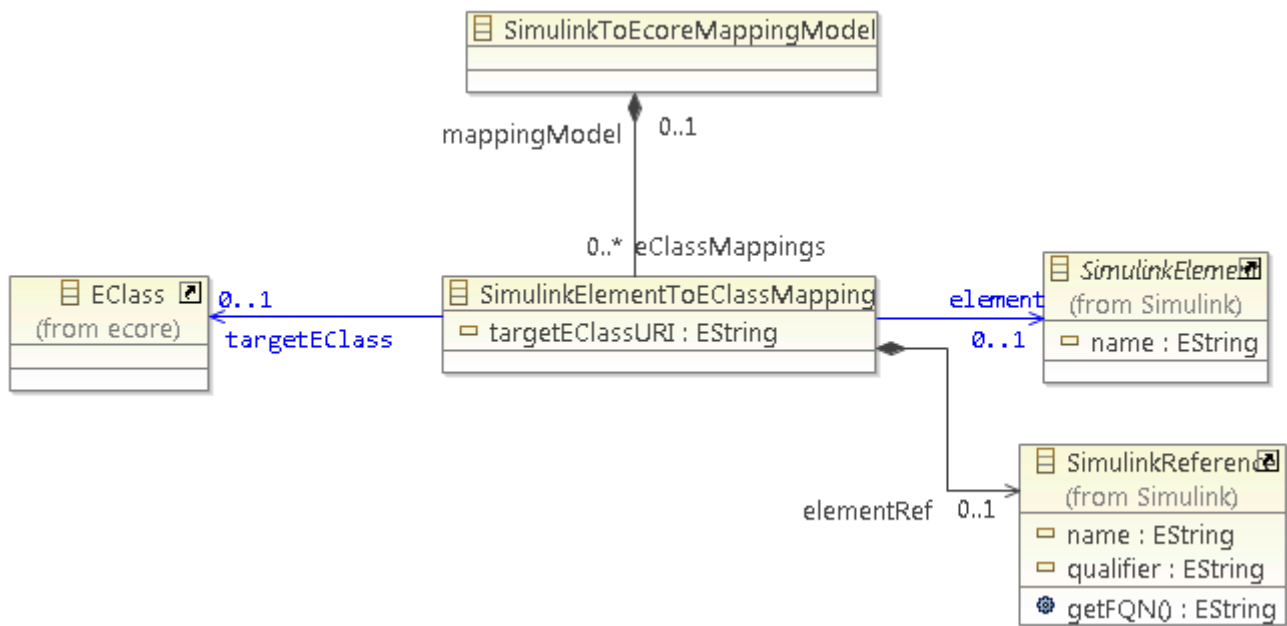 SimulinkToEcoreMappingModel
mappingModel
0..1
0..* eClassMappings
EClass
(from ecore)
0..1
targetEClass
SimulinkElementToEClassMapping
targetEClassURI : EString
element
0..1
SimulinkElement
(from Simulink)
name : EString
elementRef 0..1
SimulinkReference
(from Simulink)
name : EString
qualifier : EString
getFQN() : EString